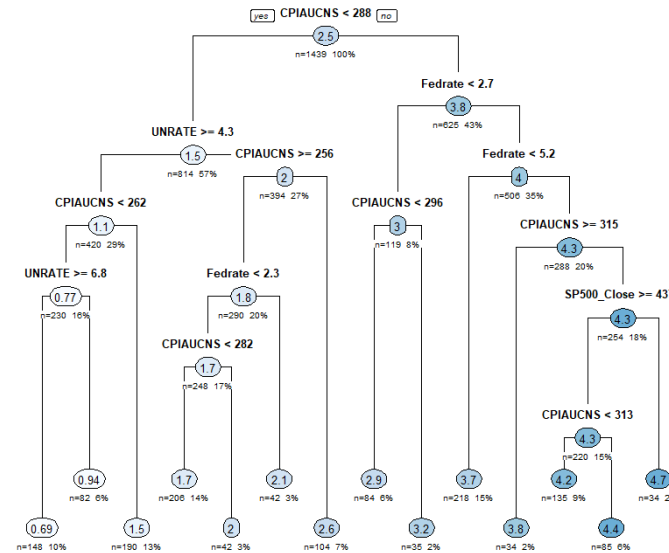 yes CPIAUCNS < 288 no
2.5
n=1439 100%
Fedrate < 2.7
3.8
n=625 43%
UNRATE >= 4.3
1.5
n=814 57%
CPIAUCNS >= 256
2
n=394 27%
Fedrate < 5.2
4
n=506 35%
CPIAUCNS < 262
1.1
n=420 29%
CPIAUCNS < 296
3
n=119 8%
CPIAUCNS >= 315
4.3
n=288 20%
UNRATE >= 6.8
0.77
n=230 16%
Fedrate < 2.3
1.8
n=290 20%
SP500_Close >= 43
4.3
n=254 18%
CPIAUCNS < 282
1.7
n=248 17%
CPIAUCNS < 313
4.3
n=220 15%
0.94
n=82 6%
1.7
n=206 14%
2.1
n=42 3%
2.9
n=84 6%
3.7
n=218 15%
4.2
n=135 9%
4.7
n=34 2
0.69
n=148 10%
1.5
n=190 13%
2
n=42 3%
2.6
n=104 7%
3.2
n=35 2%
3.8
n=34 2%
4.4
n=85 6%